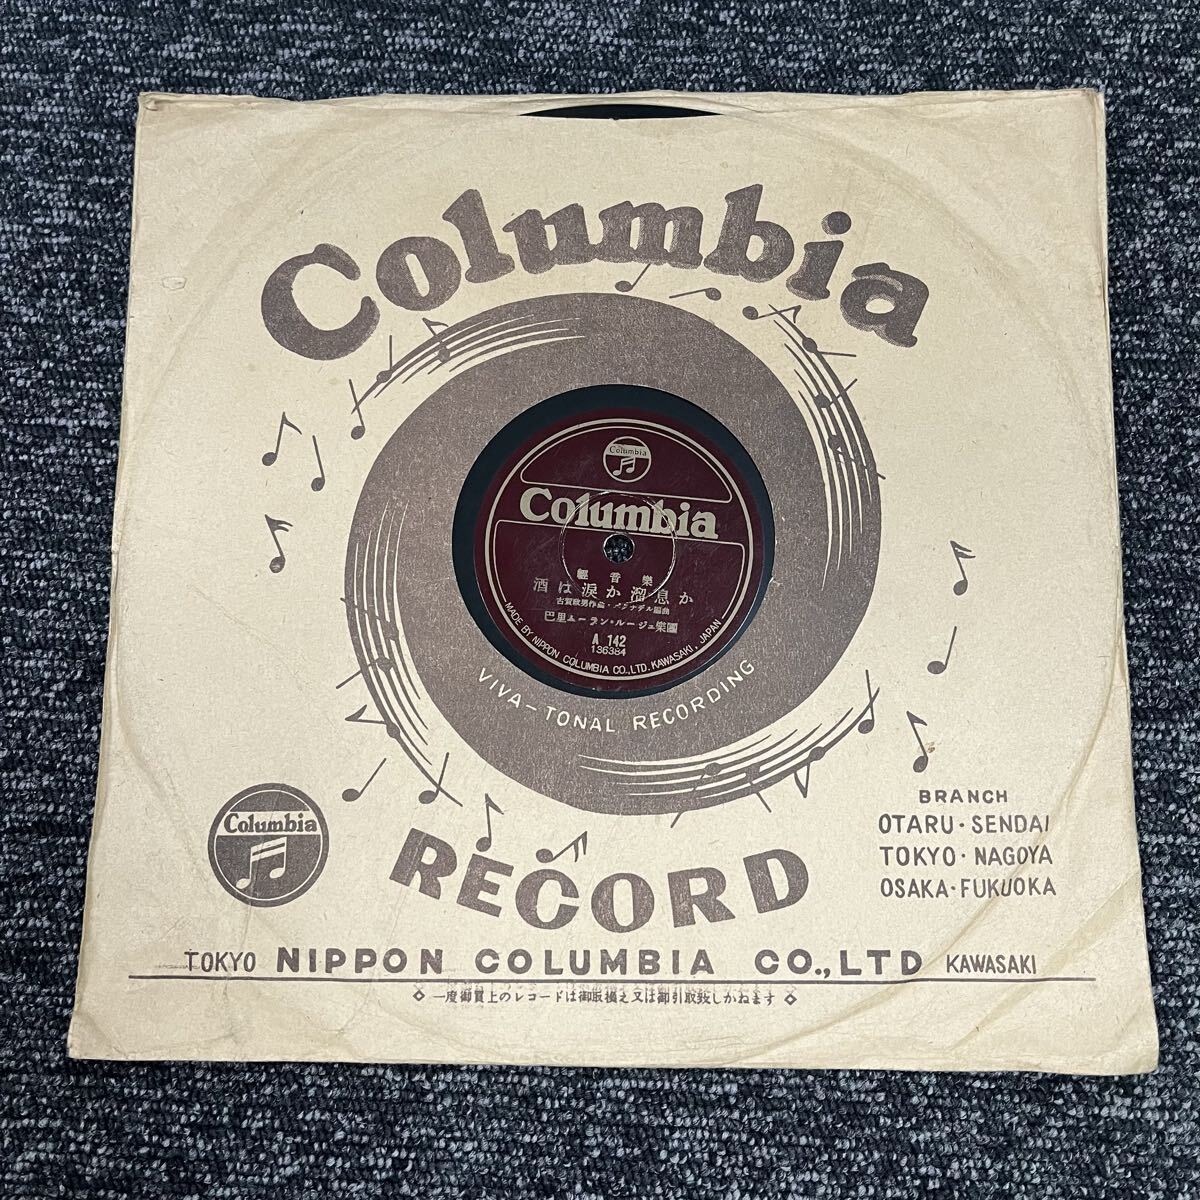 Columbia
Columbia
Columbia
輕音樂
酒は涙か溜息か
古賀政男作曲・メラナデル編曲
巴里ムーラン・ルージュ樂團
A 142
136384
MADE BY NIPPON COLUMBIA CO., LTD. KAWASAKI, JAPAN
VIVA-TONAL RECORDING
BRANCH
OTARU・SENDAI
TOKYO・NAGOYA
OSAKA・FUKUOKA
Columbia
RECORD
TOKYO NIPPON COLUMBIA CO., LTD KAWASAKI
◇ 一度御買上のレコードは御取換え又は御引取致しかねます ◇